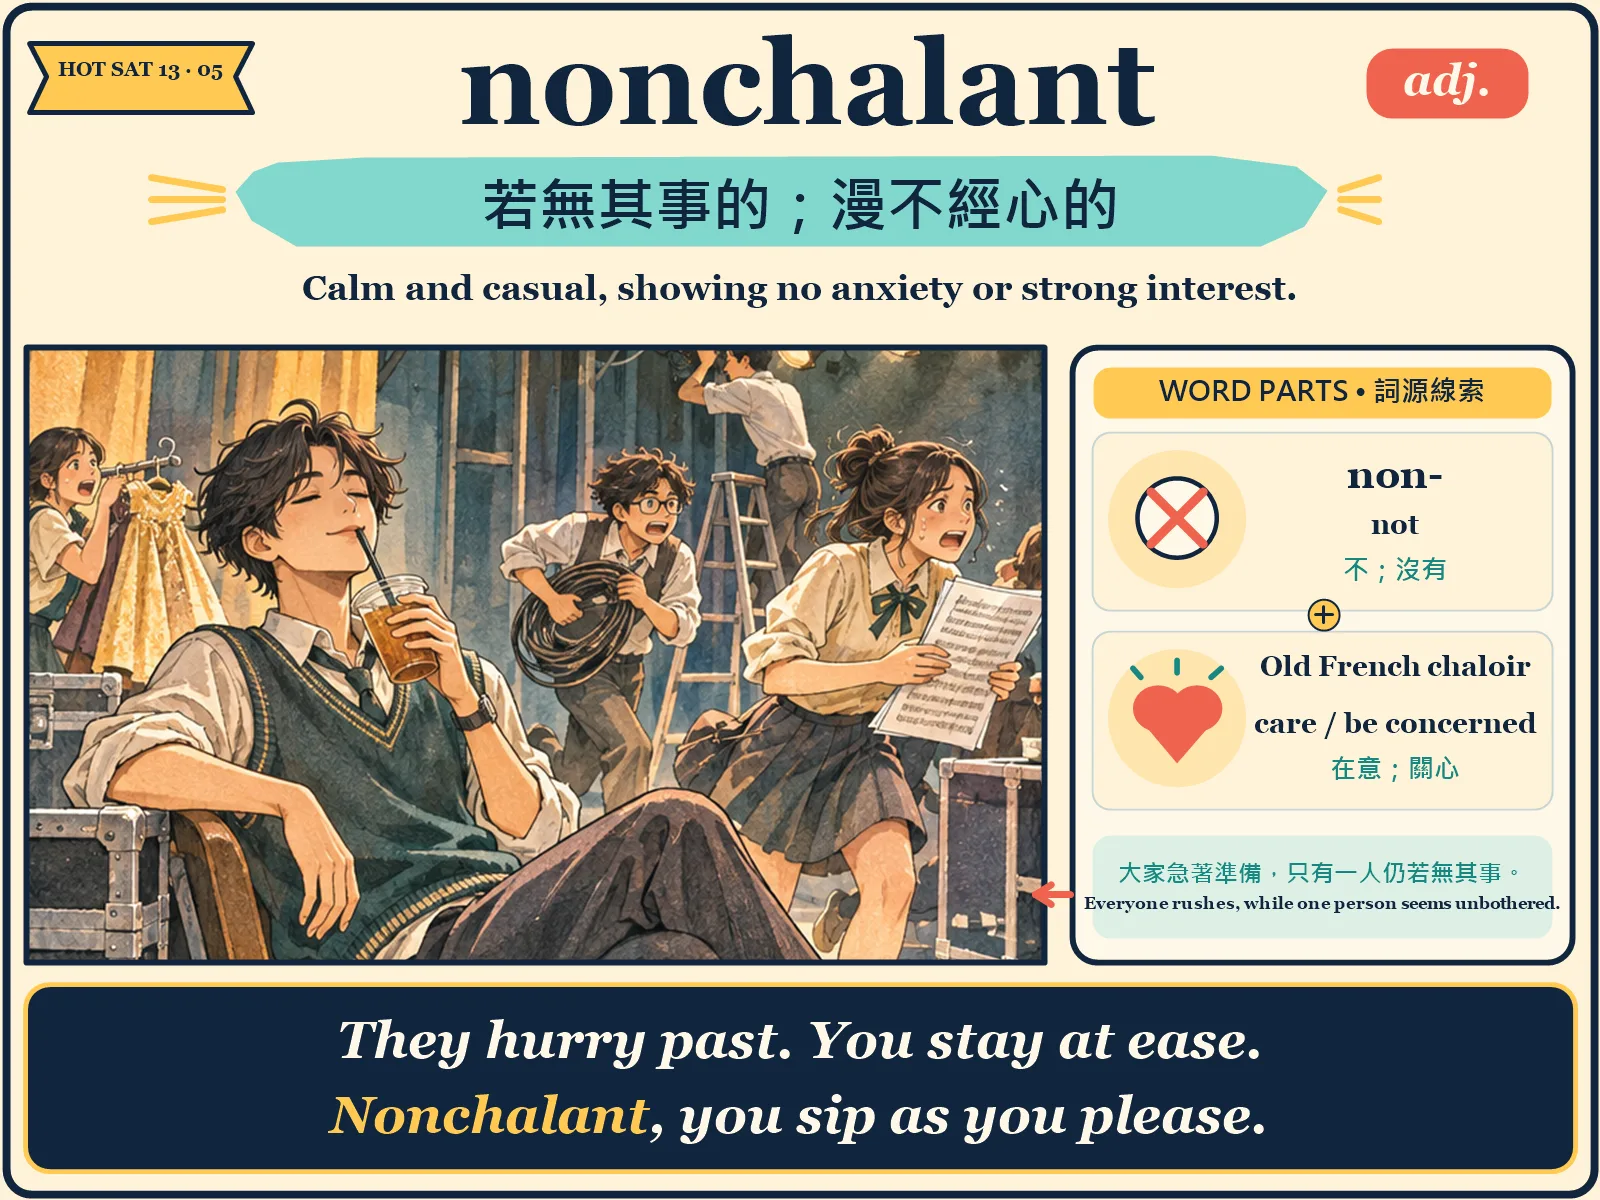 HOT SAT 13 · 05
nonchalant
adj.
若無其事的；漫不經心的
Calm and casual, showing no anxiety or strong interest.
WORD PARTS • 詞源線索
non-
not
不；沒有
Old French chaloir
care / be concerned
在意；關心
大家急著準備，只有一人仍若無其事。
Everyone rushes, while one person seems unbothered.
They hurry past. You stay at ease.
Nonchalant, you sip as you please.